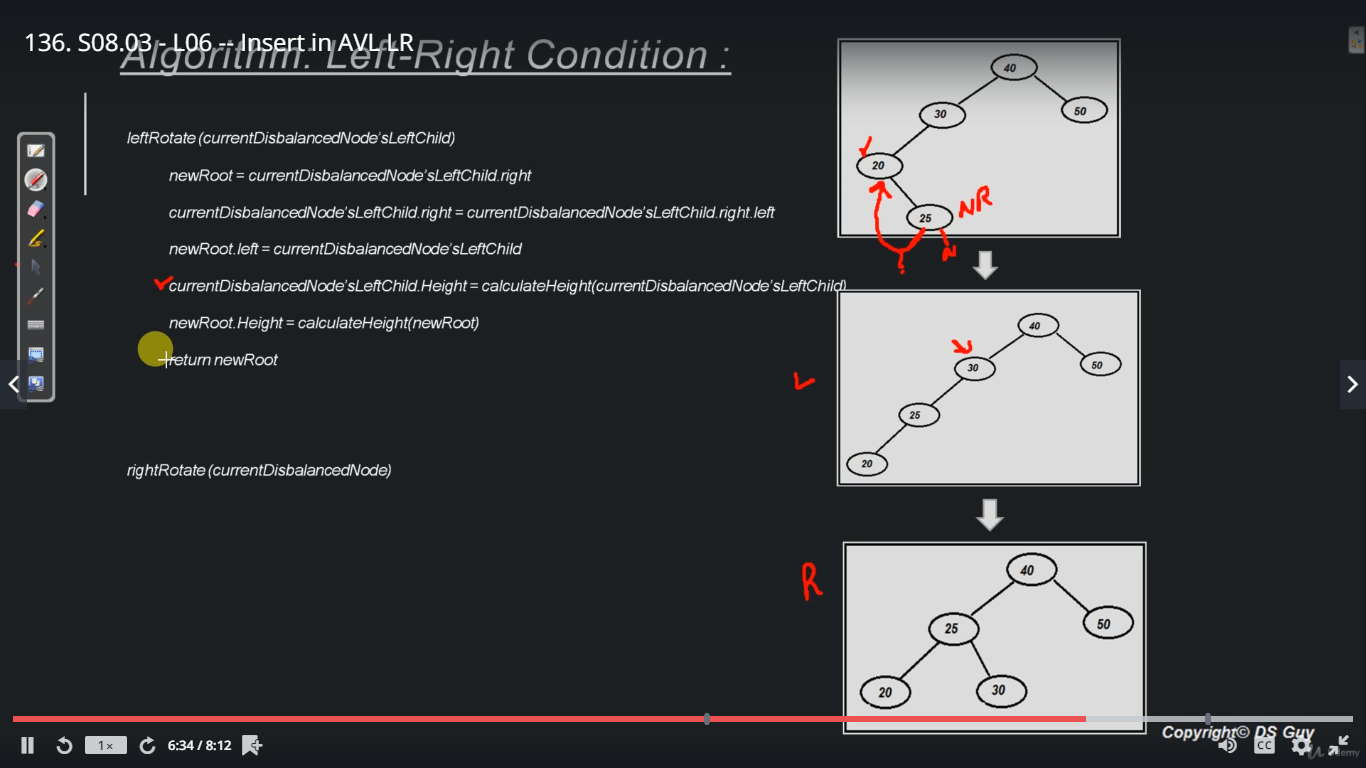 136. S08.03 - L06 -- Insert in AVL LR
Algorithm: Left-Right Condition :
leftRotate (currentDisbalancedNode'sLeftChild)
newRoot = currentDisbalancedNode'sLeftChild.right
currentDisbalancedNode'sLeftChild.right = currentDisbalancedNode'sLeftChild.right.left
newRoot.left = currentDisbalancedNode'sLeftChild
currentDisbalancedNode'sLeftChild.Height = calculateHeight(currentDisbalancedNode'sLeftChild)
newRoot.Height = calculateHeight(newRoot)
return newRoot
rightRotate (currentDisbalancedNode)
40
30
50
20
25
NR
N
?
40
30
50
25
20
L
R
40
25
50
20
30
Copyright© DS Guy
1×
6:34 / 8:12
CC